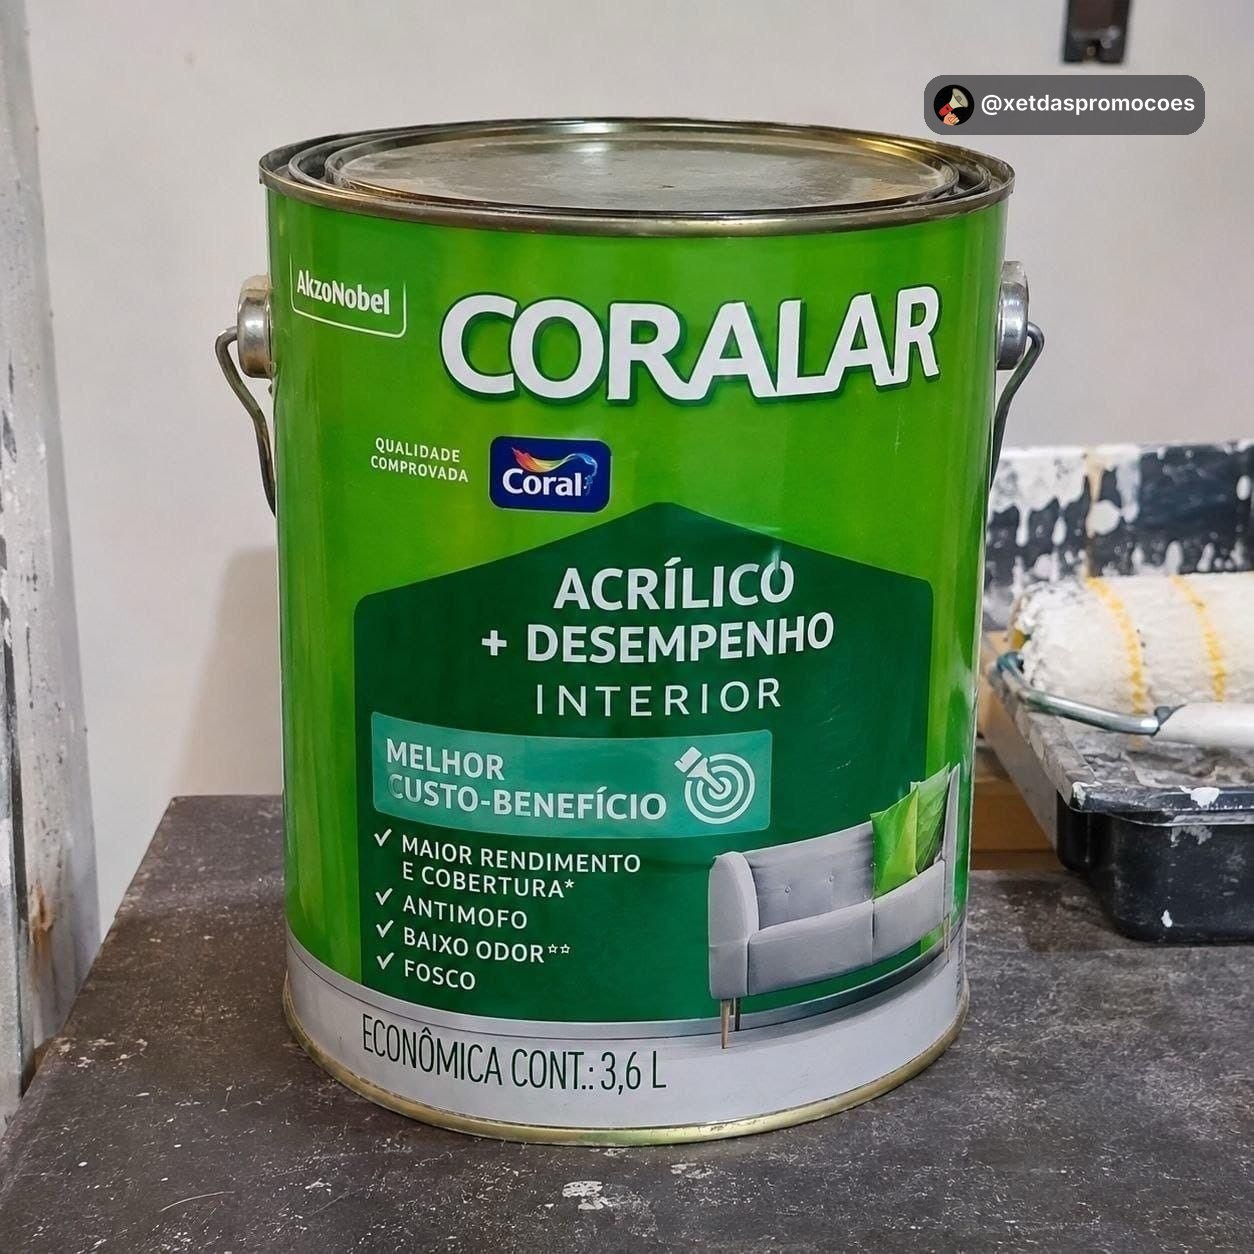 @xetdaspromocoes
AkzoNobel
CORALAR
QUALIDADE
COMPROVADA
Coral
ACRÍLICO
+ DESEMPENHO
INTERIOR
MELHOR
CUSTO-BENEFÍCIO
✓ MAIOR RENDIMENTO
E COBERTURA*
✓ ANTIMOFO
✓ BAIXO ODOR☆☆
✓ FOSCO
ECONÔMICA CONT.: 3,6 L